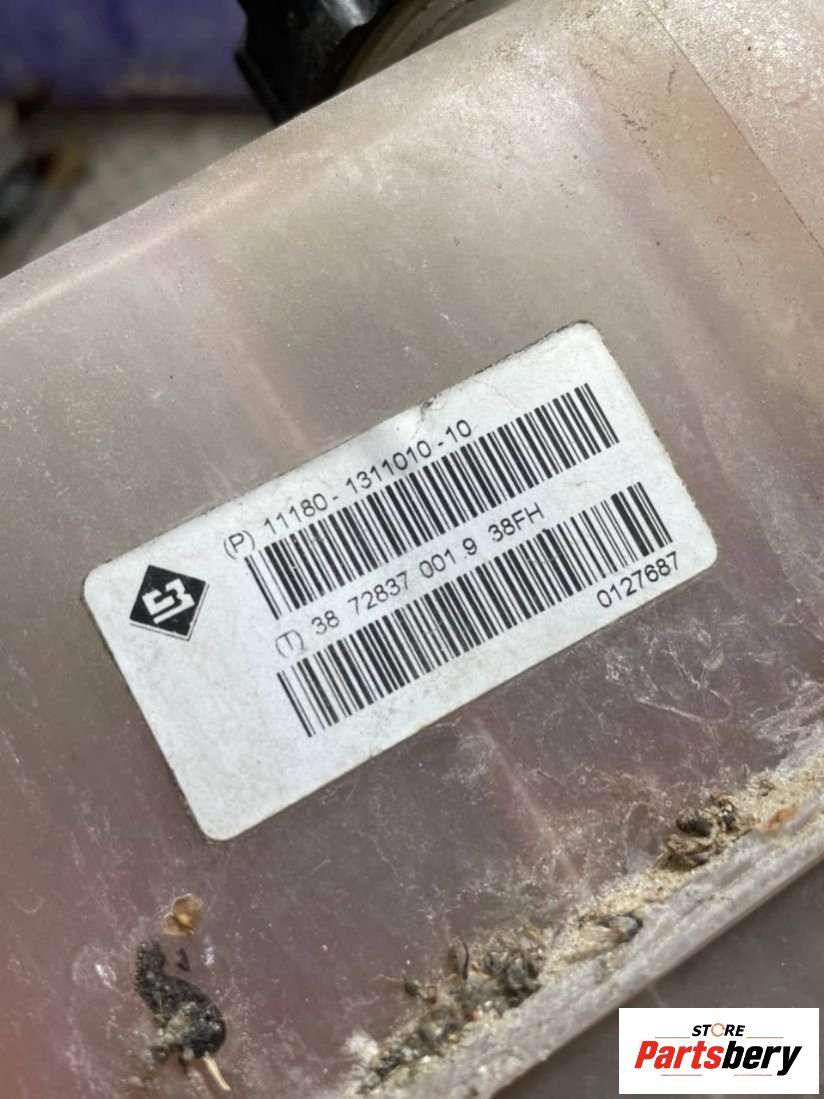 (P) 11180-1311010-10
(T) 38 72837 001 9 38FH
0127687
STORE
Partsbery